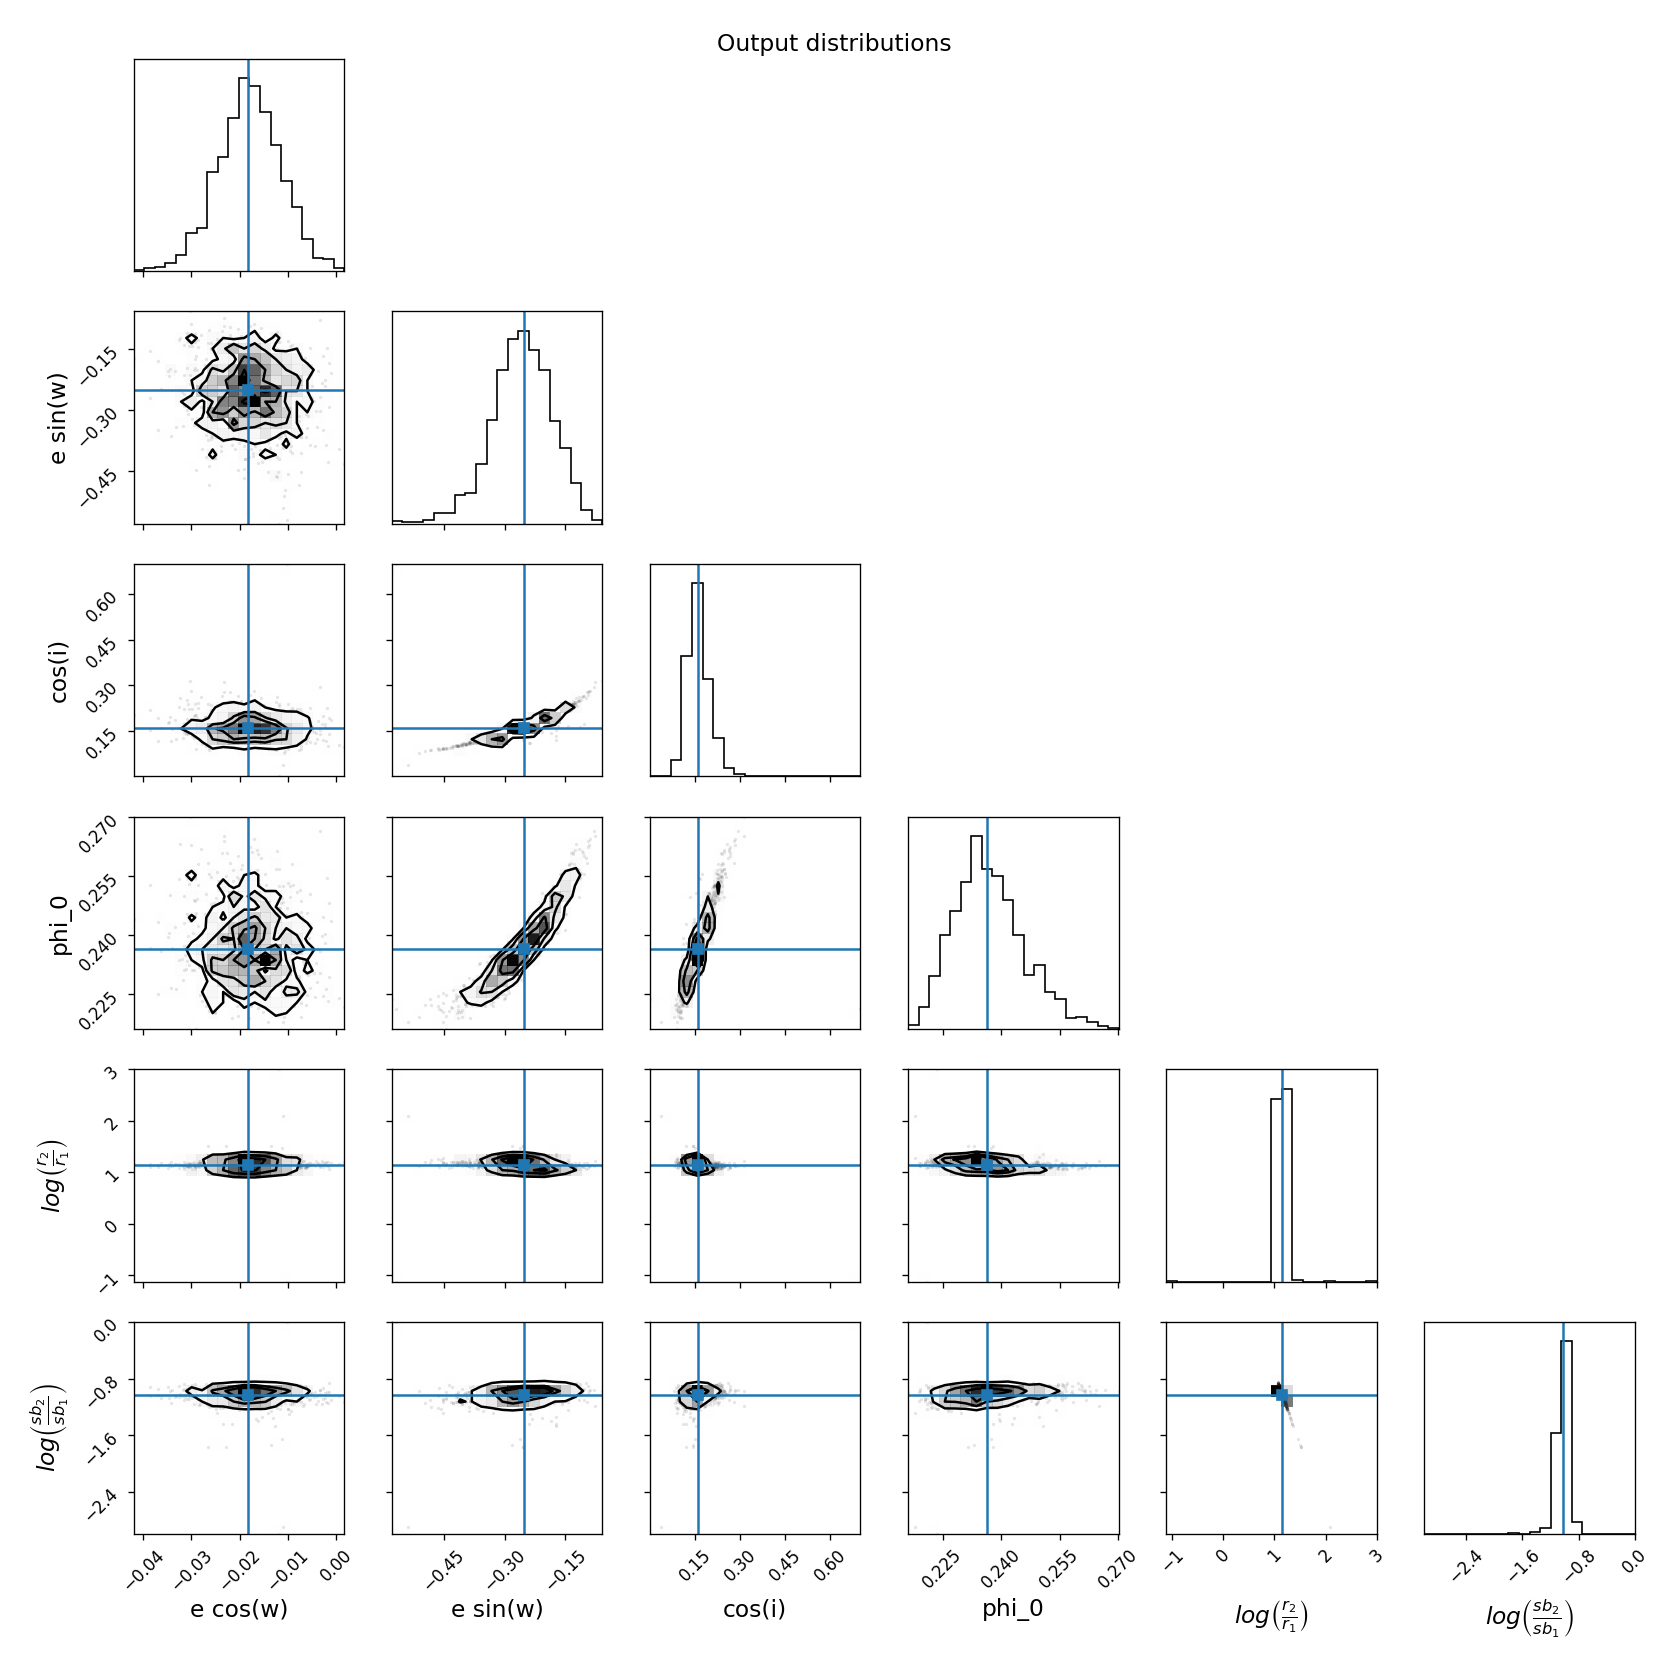 Output distributions
e sin(w)
−0.15
−0.30
−0.45
cos(i)
0.60
0.45
0.30
0.15
phi_0
0.270
0.255
0.240
0.225
log(r₂/r₁)
3
2
1
0
−1
log(sb₂/sb₁)
0.0
−0.8
−1.6
−2.4
−0.04 −0.03 −0.02 −0.01 0.00 −0.45 −0.30 −0.15 0.15 0.30 0.45 0.60 0.225 0.240 0.255 0.270 −1 0 1 2 3 −2.4 −1.6 −0.8 0.0
e cos(w) e sin(w) cos(i) phi_0 log(r₂/r₁) log(sb₂/sb₁)